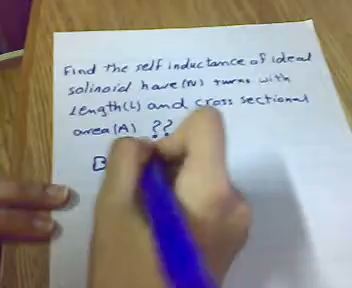 Find the self inductance of ideal
solinoid have (N) turns with
Length(L) and cross sectional
area (A) ??
B